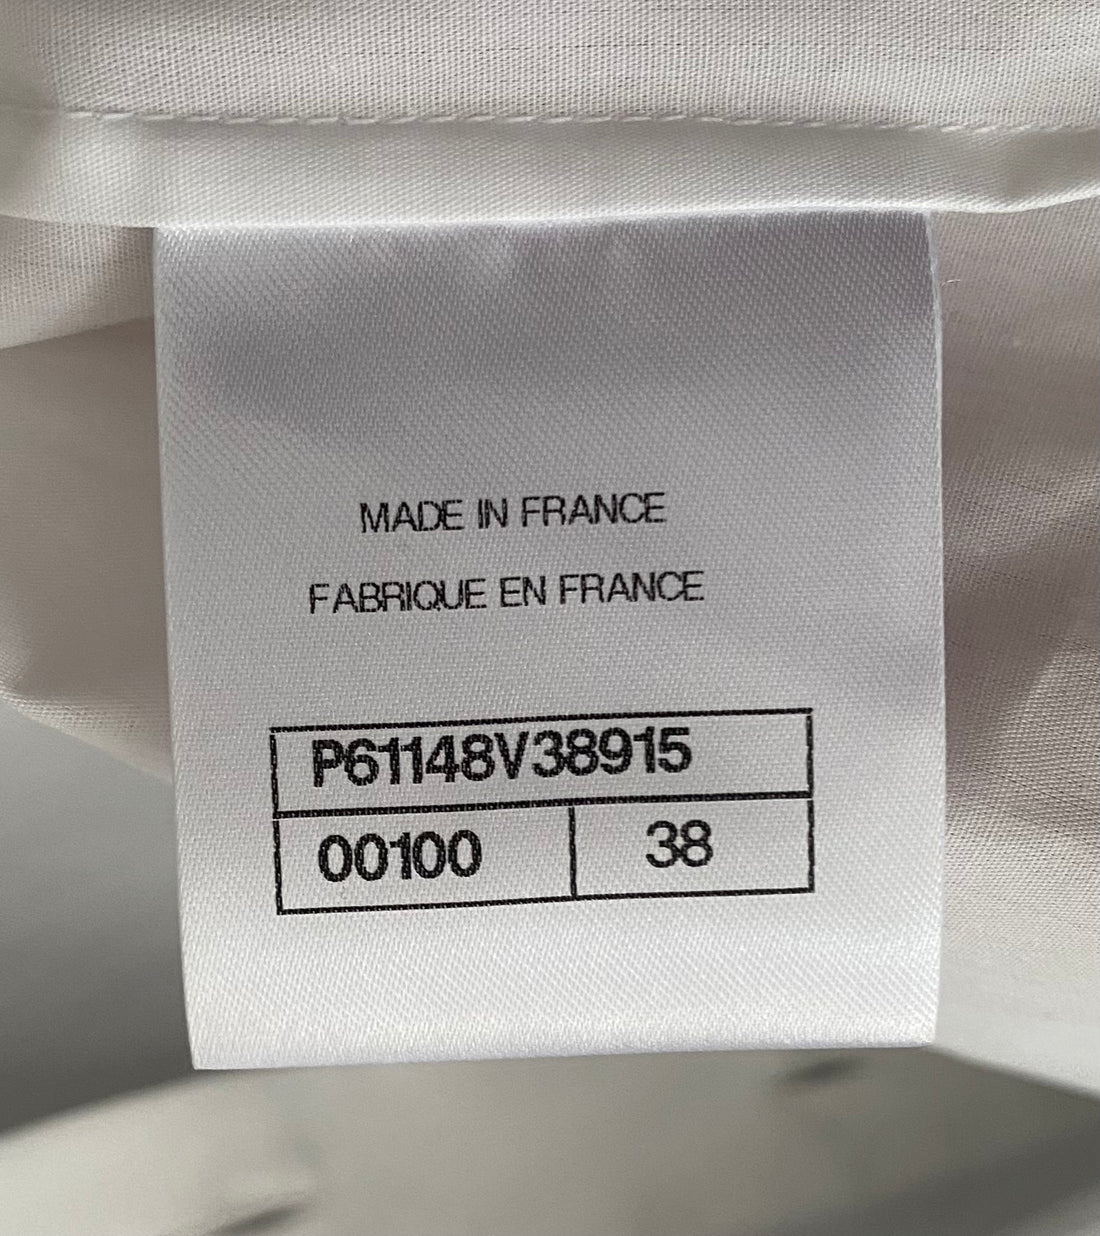 MADE IN FRANCE
FABRIQUE EN FRANCE
P61148V38915
00100 38